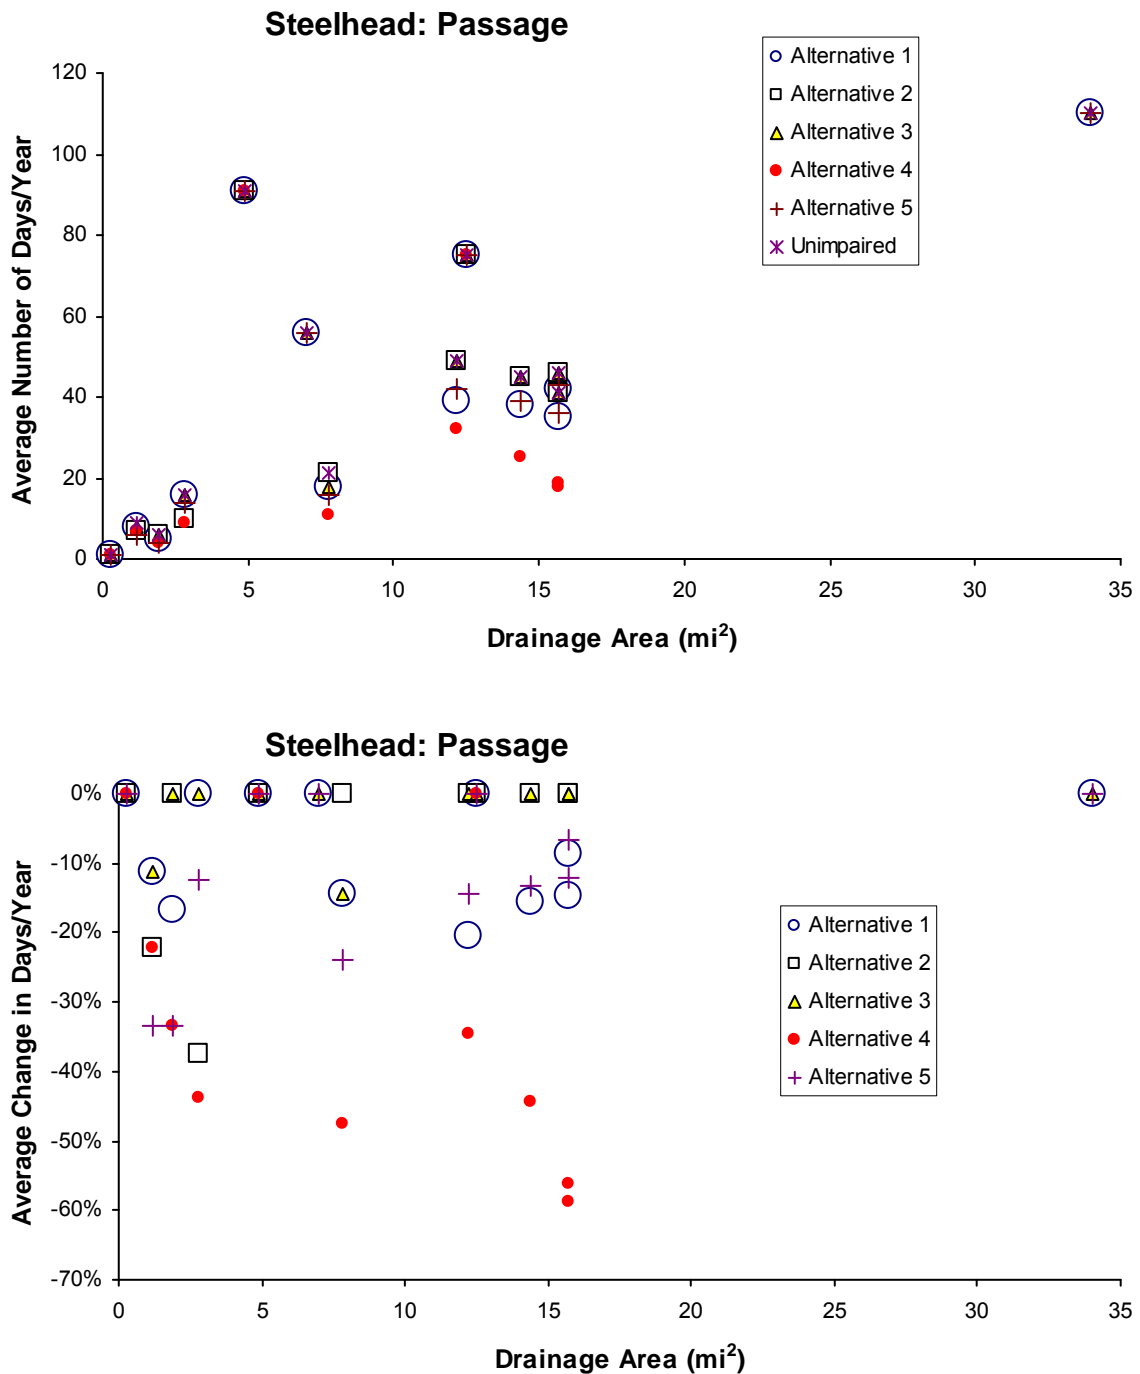 Steelhead: Passage
Alternative 1
Alternative 2
Alternative 3
Alternative 4
Alternative 5
Unimpaired
Average Number of Days/Year
120
100
80
60
40
20
0
0 5 10 15 20 25 30 35
Drainage Area (mi²)
Steelhead: Passage
Average Change in Days/Year
0%
-10%
-20%
-30%
-40%
-50%
-60%
-70%
Alternative 1
Alternative 2
Alternative 3
Alternative 4
Alternative 5
0 5 10 15 20 25 30 35
Drainage Area (mi²)